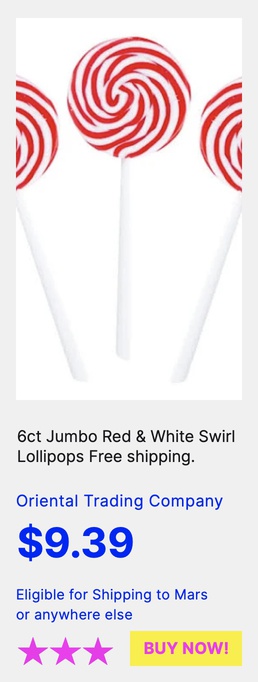 6ct Jumbo Red & White Swirl
Lollipops Free shipping.
Oriental Trading Company
$9.39
Eligible for Shipping to Mars
or anywhere else
BUY NOW!